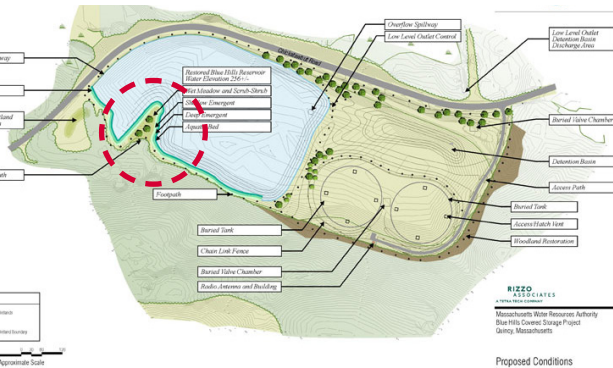 Overflow Spillway
Low Level Outlet Control
Low Level Outlet
Detention Basin
Discharge Area
way
Restored Blue Hills Reservoir
Water Elevation 256+/-
Wet Meadow and Scrub-Shrub
Shallow Emergent
Deep Emergent
Aquatic Bed
Buried Valve Chamber
Detention Basin
Access Path
Footpath
Buried Tank
Buried Tank
Access Hatch Vent
Chain Link Fence
Woodland Restoration
Buried Valve Chamber
Radio Antenna and Building
RIZZO
ASSOCIATES
A TETRA TECH COMPANY
Massachusetts Water Resources Authority
Blue Hills Covered Storage Project
Quincy, Massachusetts
Approximate Scale
Proposed Conditions